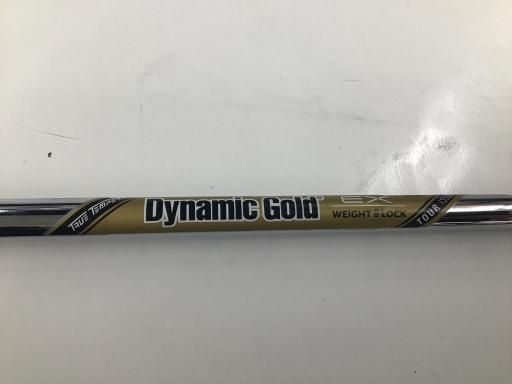 TRUE TEMPER
Dynamic Gold
EX
WEIGHT LOCK
TOUR